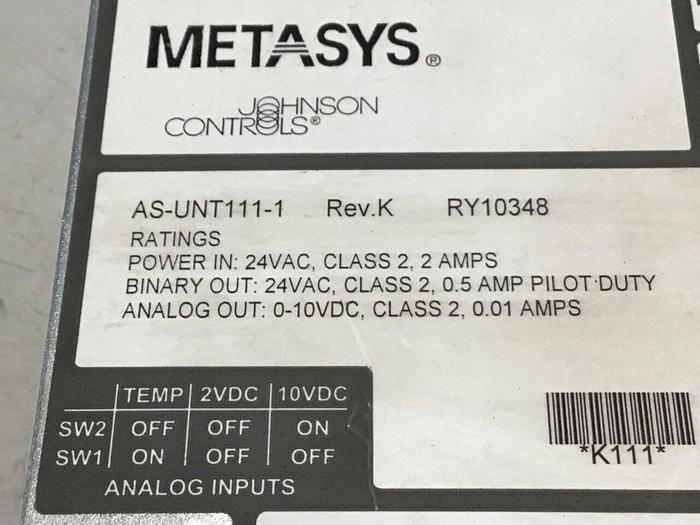 METASYS®
JOHNSON
CONTROLS®
AS-UNT111-1 Rev.K RY10348
RATINGS
POWER IN: 24VAC, CLASS 2, 2 AMPS
BINARY OUT: 24VAC, CLASS 2, 0.5 AMP PILOT DUTY
ANALOG OUT: 0-10VDC, CLASS 2, 0.01 AMPS
TEMP 2VDC 10VDC
SW2 OFF OFF ON
SW1 ON OFF OFF
ANALOG INPUTS
*K111*